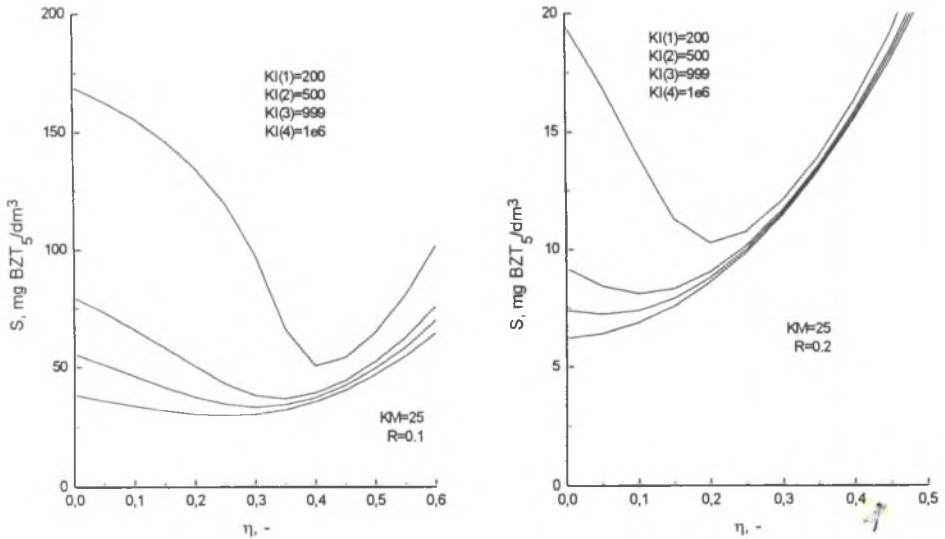 200
150
100
50
0
S, mg BZT5/dm3
KI(1)=200
KI(2)=500
KI(3)=999
KI(4)=1e6
KM=25
R=0.1
0,0 0,1 0,2 0,3 0,4 0,5 0,6
η, -
20
15
10
5
0
S, mg BZT5/dm3
KI(1)=200
KI(2)=500
KI(3)=999
KI(4)=1e6
KM=25
R=0.2
0,0 0,1 0,2 0,3 0,4 0,5
η, -